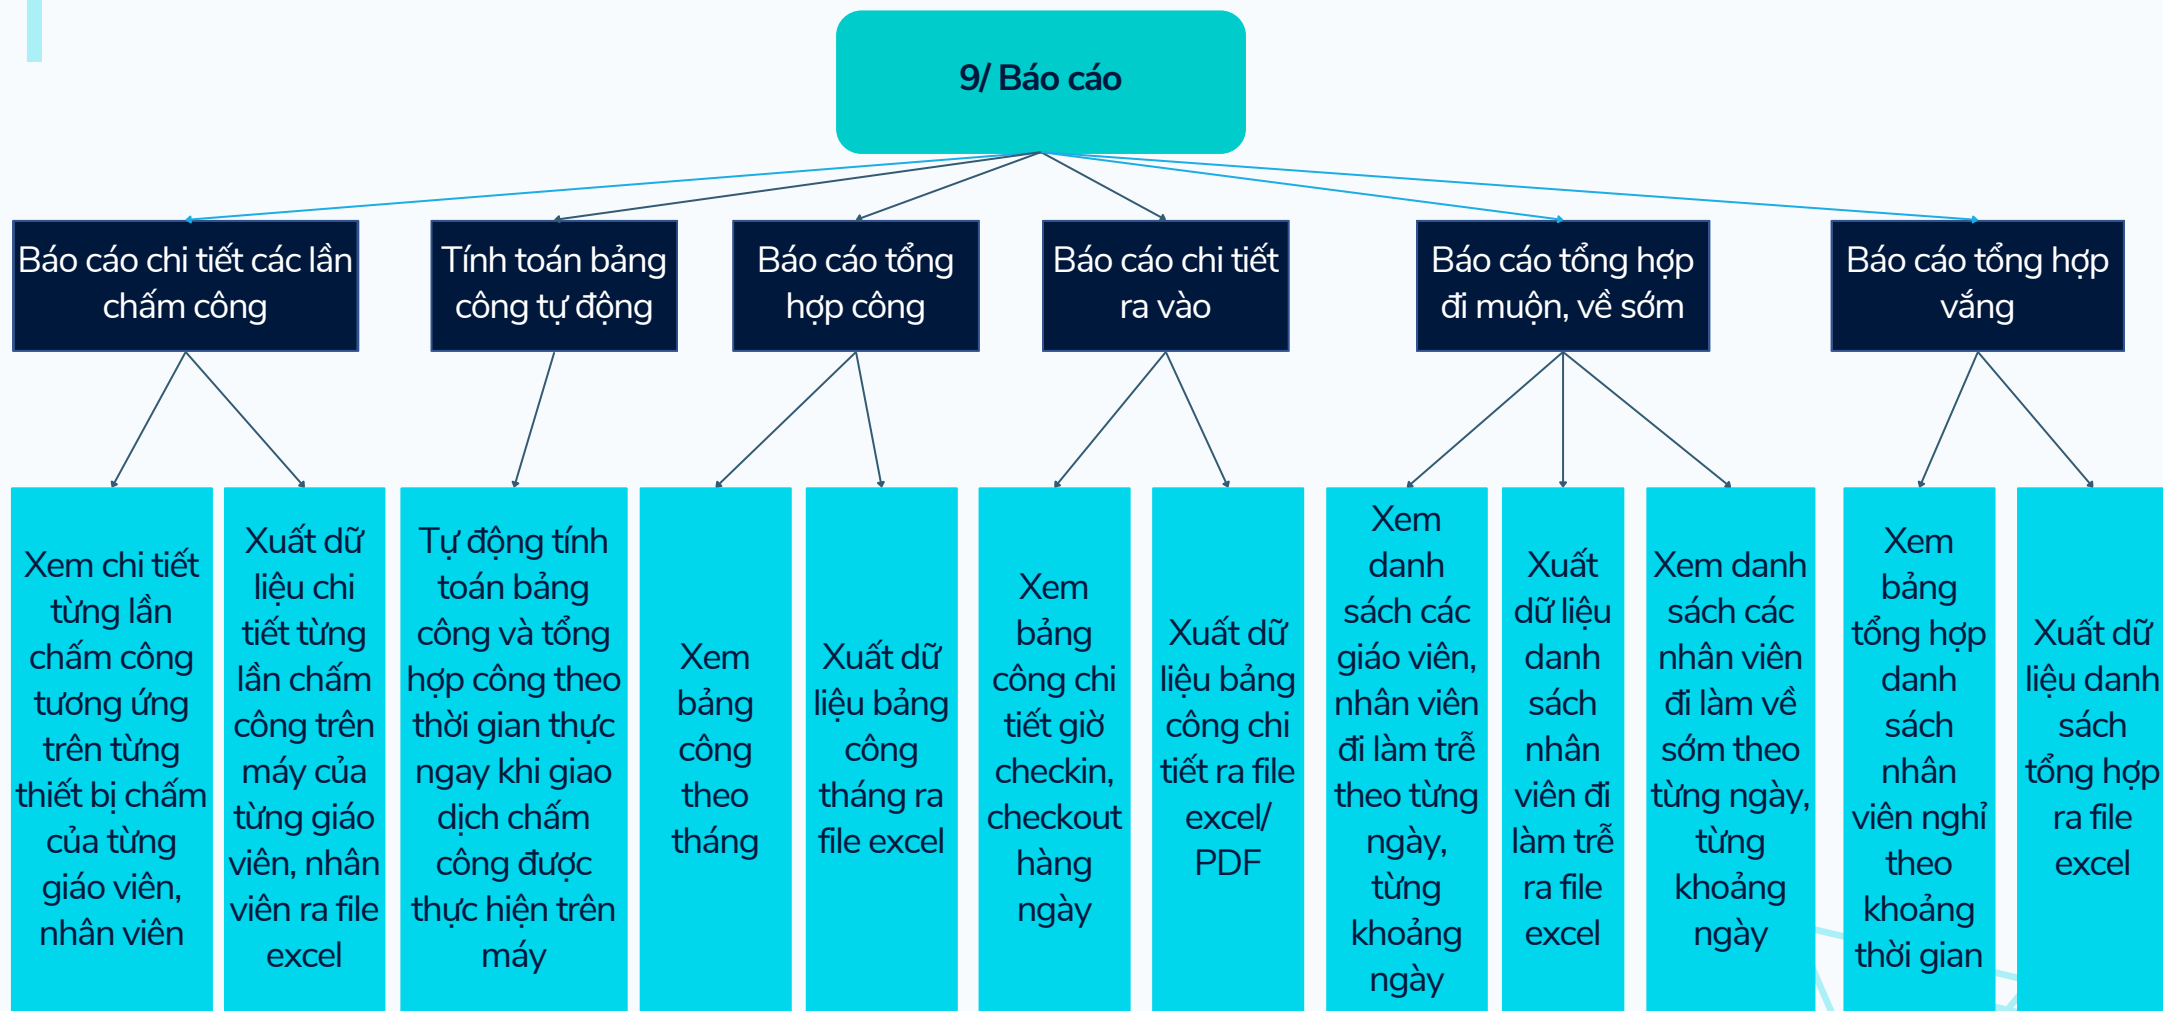 9/ Báo cáo
Báo cáo chi tiết các lần
chấm công
Tính toán bảng
công tự động
Báo cáo tổng
hợp công
Báo cáo chi tiết
ra vào
Báo cáo tổng hợp
đi muộn, về sớm
Báo cáo tổng hợp
vắng
Xem chi tiết
từng lần
chấm công
tương ứng
trên từng
thiết bị chấm
của từng
giáo viên,
nhân viên
Xuất dữ
liệu chi
tiết từng
lần chấm
công trên
máy của
từng giáo
viên, nhân
viên ra file
excel
Tự động tính
toán bảng
công và tổng
hợp công theo
thời gian thực
ngay khi giao
dịch chấm
công được
thực hiện trên
máy
Xem
bảng
công
theo
tháng
Xuất dữ
liệu bảng
công
tháng ra
file excel
Xem
bảng
công chi
tiết giờ
checkin,
checkout
hàng
ngày
Xuất dữ
liệu bảng
công chi
tiết ra file
excel/
PDF
Xem
danh
sách các
giáo viên,
nhân viên
đi làm trễ
theo từng
ngày,
từng
khoảng
ngày
Xuất
dữ liệu
danh
sách
nhân
viên đi
làm trễ
ra file
excel
Xem danh
sách các
nhân viên
đi làm về
sớm theo
từng ngày,
từng
khoảng
ngày
Xem
bảng
tổng hợp
danh
sách
nhân
viên nghỉ
theo
khoảng
thời gian
Xuất dữ
liệu danh
sách
tổng hợp
ra file
excel